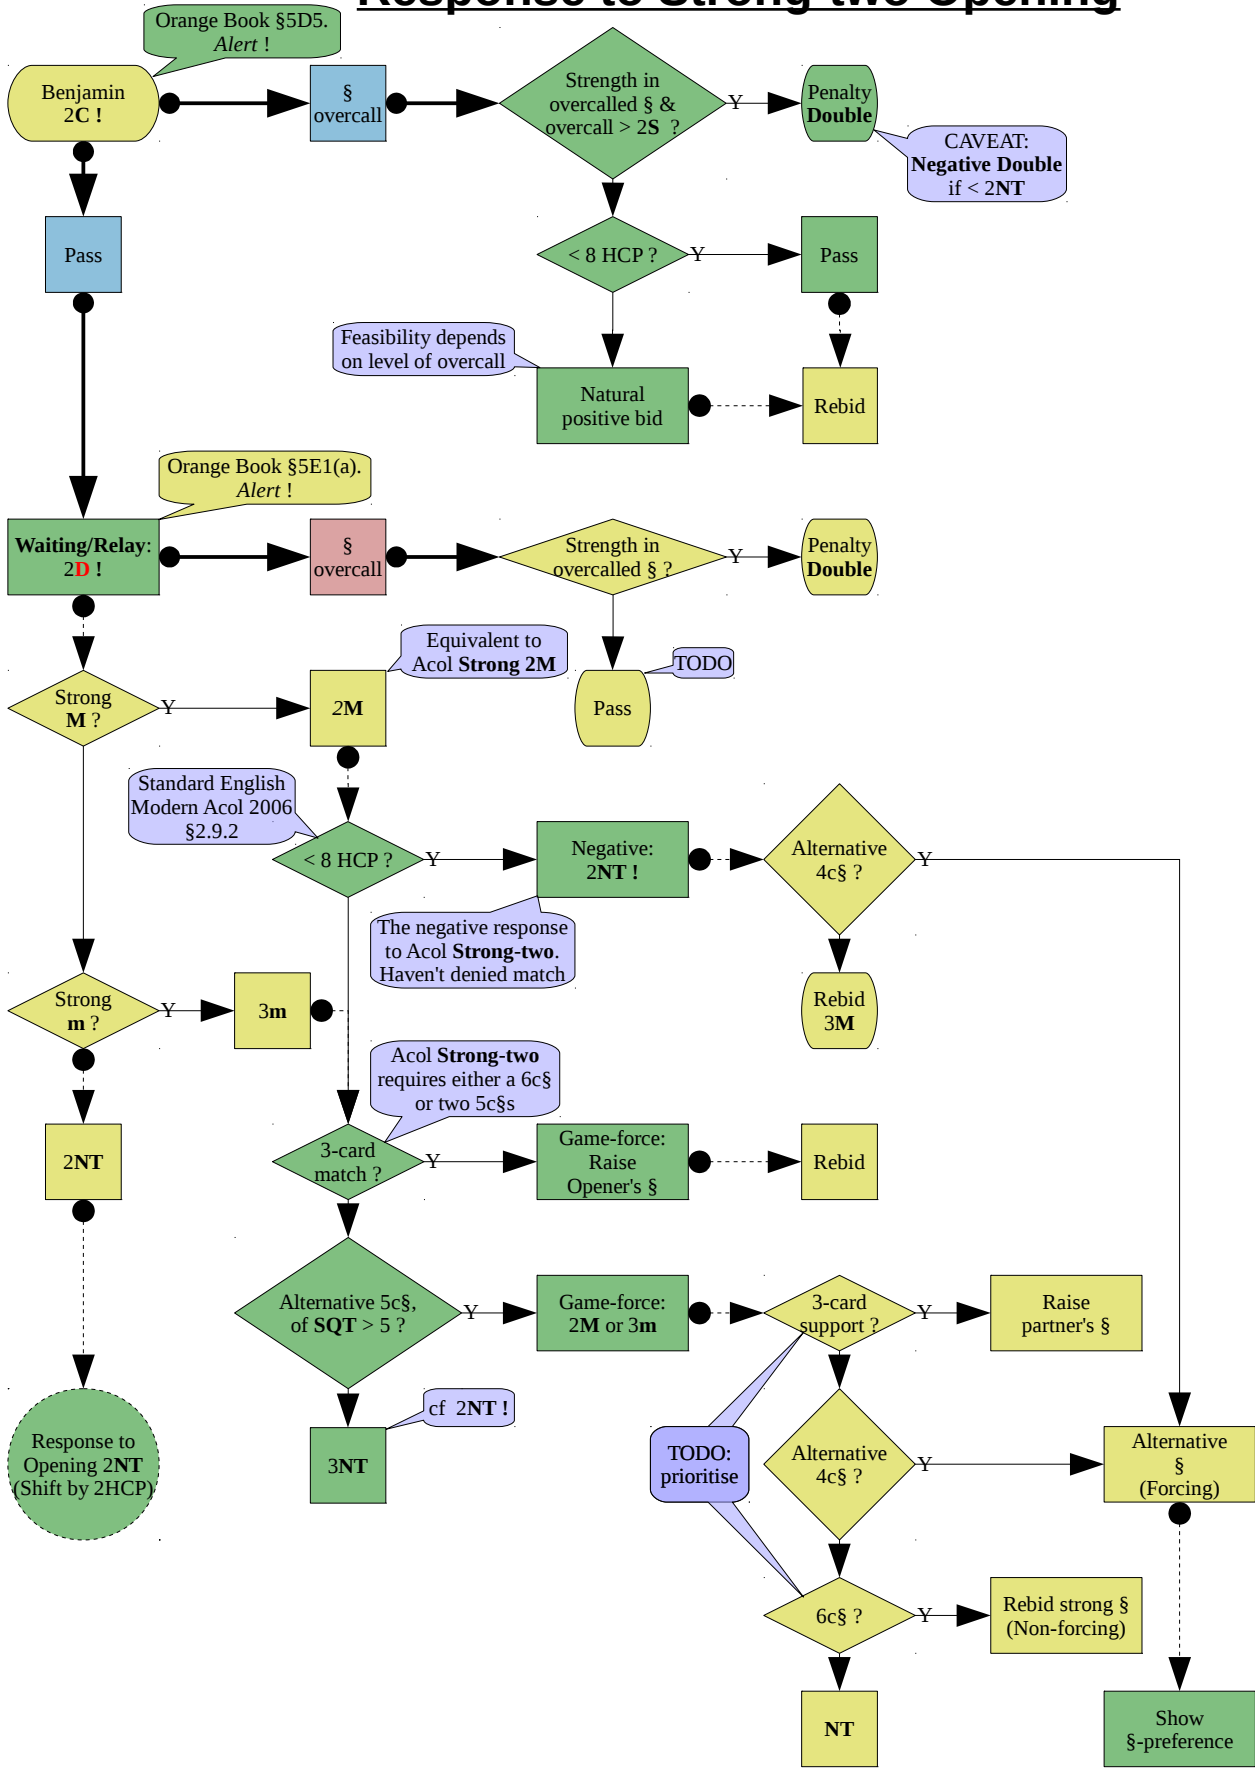 Response to Strong-two Opening
Orange Book §5D5.
Alert !
Benjamin
2C !
§
overcall
Strength in
overcalled § &
overcall > 2S ?
Y
Penalty
Double
CAVEAT:
Negative Double
if < 2NT
Pass
< 8 HCP ?
Y
Pass
Feasibility depends
on level of overcall
Natural
positive bid
Rebid
Orange Book §5E1(a).
Alert !
Waiting/Relay:
2D !
§
overcall
Strength in
overcalled § ?
Y
Penalty
Double
Equivalent to
Acol Strong 2M
TODO
Strong
M ?
Y
2M
Pass
Standard English
Modern Acol 2006
§2.9.2
< 8 HCP ?
Y
Negative:
2NT !
Alternative
4c§ ?
Y
The negative response
to Acol Strong-two.
Haven't denied match
Strong
m ?
Y
3m
Rebid
3M
Acol Strong-two
requires either a 6c§
or two 5c§s
2NT
3-card
match ?
Y
Game-force:
Raise
Opener's §
Rebid
Alternative 5c§,
of SQT > 5 ?
Y
Game-force:
2M or 3m
3-card
support ?
Y
Raise
partner's §
cf 2NT !
Response to
Opening 2NT
(Shift by 2HCP)
3NT
TODO:
prioritise
Alternative
4c§ ?
Y
Alternative
§
(Forcing)
6c§ ?
Y
Rebid strong §
(Non-forcing)
NT
Show
§-preference